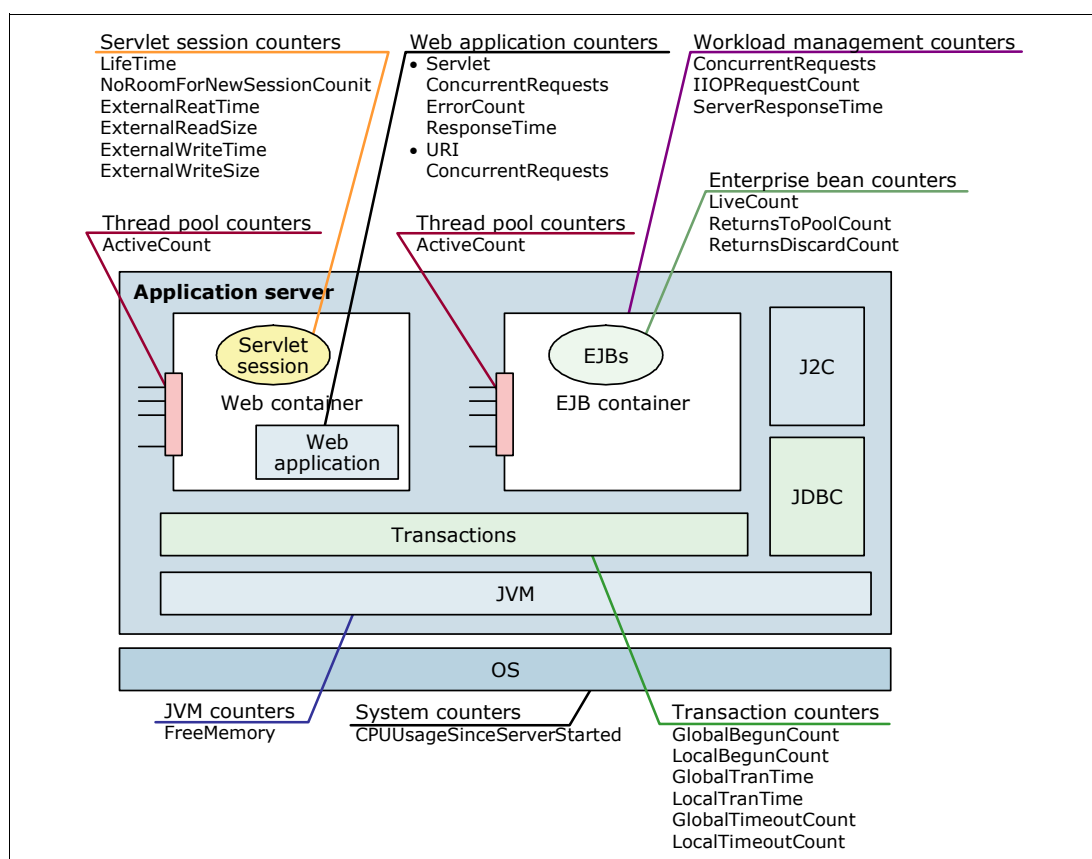 Servlet session counters
LifeTime
NoRoomForNewSessionCounit
ExternalReatTime
ExternalReadSize
ExternalWriteTime
ExternalWriteSize
Web application counters
• Servlet
ConcurrentRequests
ErrorCount
ResponseTime
• URI
ConcurrentRequests
Workload management counters
ConcurrentRequests
IIOPRequestCount
ServerResponseTime
Enterprise bean counters
LiveCount
ReturnsToPoolCount
ReturnsDiscardCount
Thread pool counters
ActiveCount
Thread pool counters
ActiveCount
Application server
Servlet
session
Web container
Web
application
EJBs
EJB container
J2C
JDBC
Transactions
JVM
OS
JVM counters
FreeMemory
System counters
CPUUsageSinceServerStarted
Transaction counters
GlobalBegunCount
LocalBegunCount
GlobalTranTime
LocalTranTime
GlobalTimeoutCount
LocalTimeoutCount